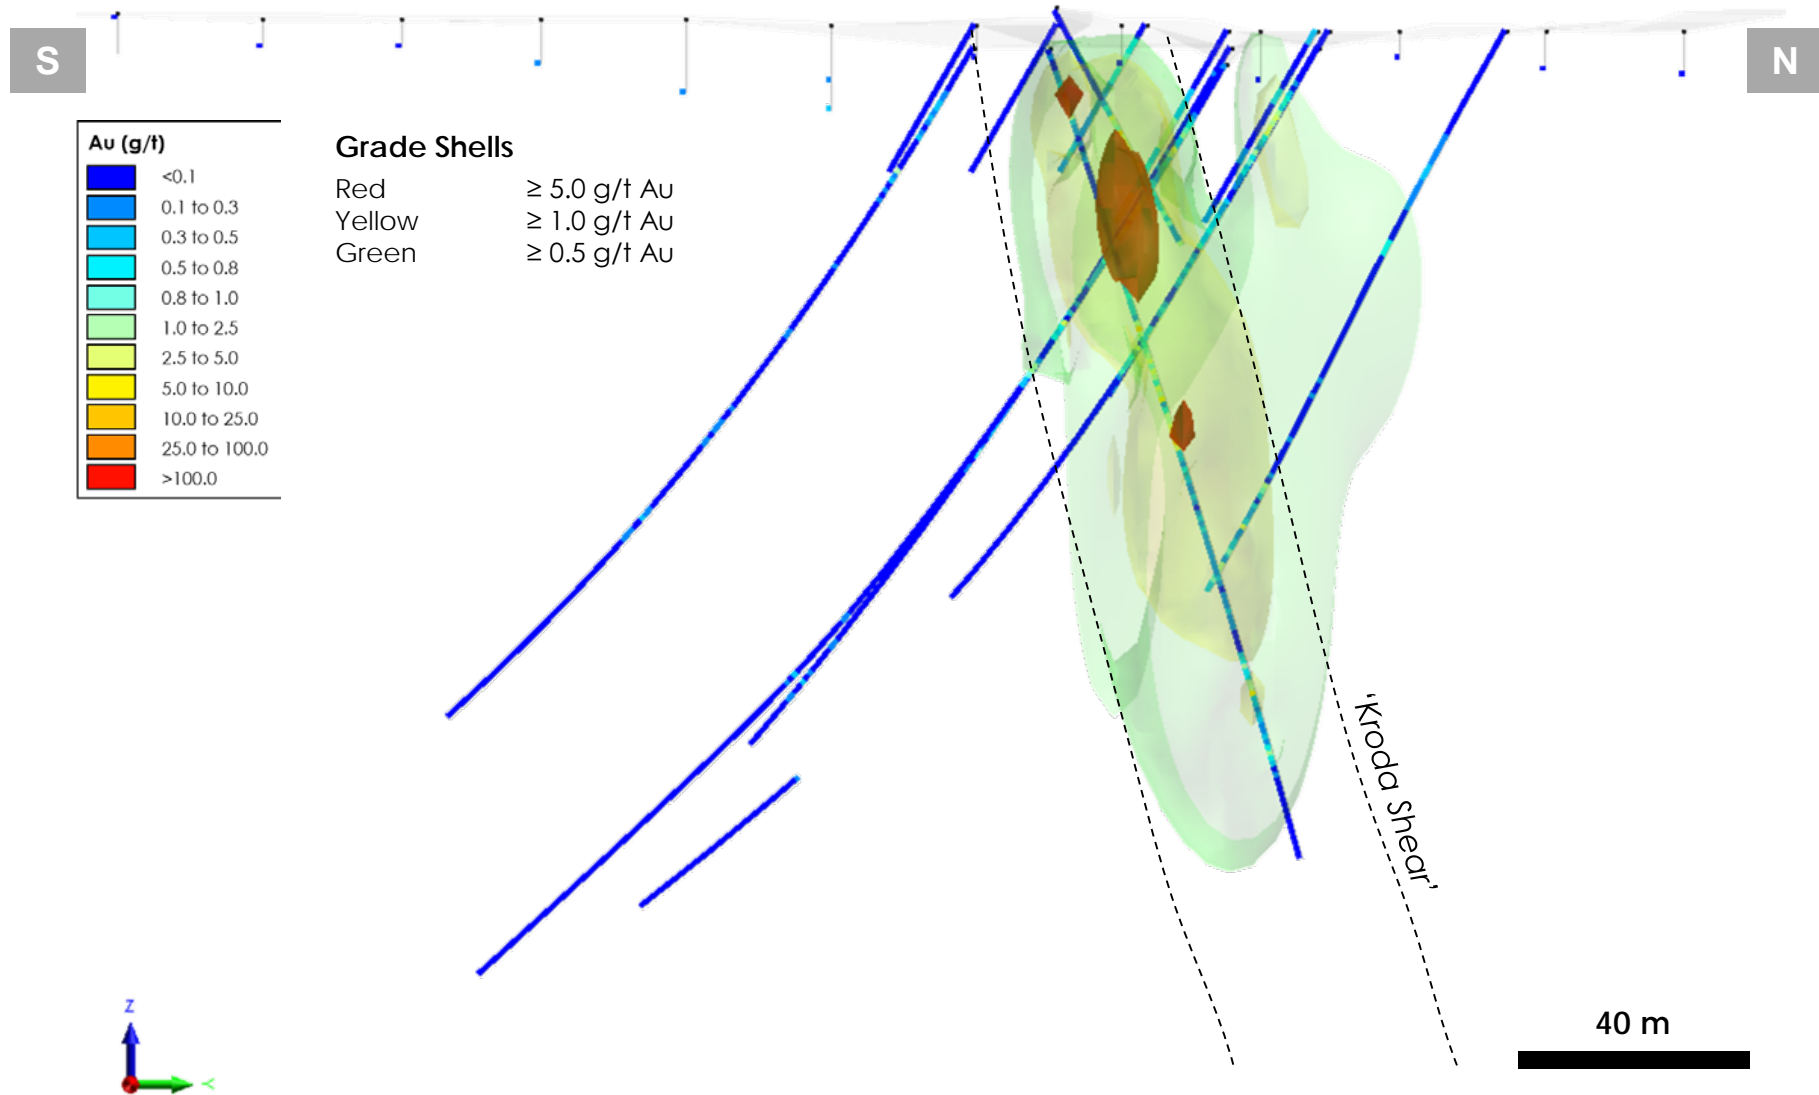 S
N
Au (g/t)
<0.1
0.1 to 0.3
0.3 to 0.5
0.5 to 0.8
0.8 to 1.0
1.0 to 2.5
2.5 to 5.0
5.0 to 10.0
10.0 to 25.0
25.0 to 100.0
>100.0
Grade Shells
Red ≥ 5.0 g/t Au
Yellow ≥ 1.0 g/t Au
Green ≥ 0.5 g/t Au
‘Kroda Shear’
Z
Y
40 m